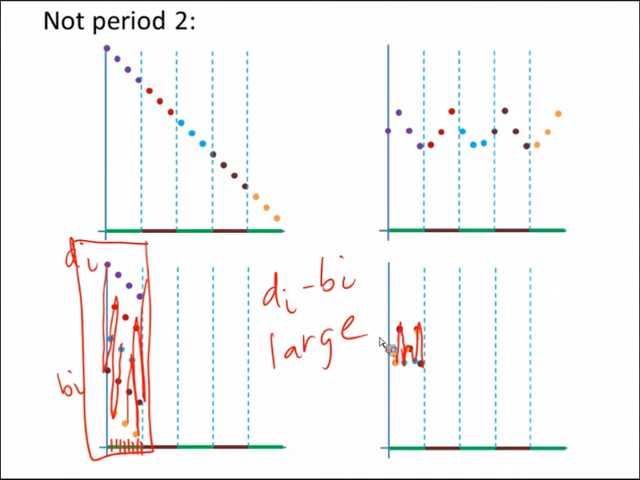 Not period 2:
di
di-bi
large
bi